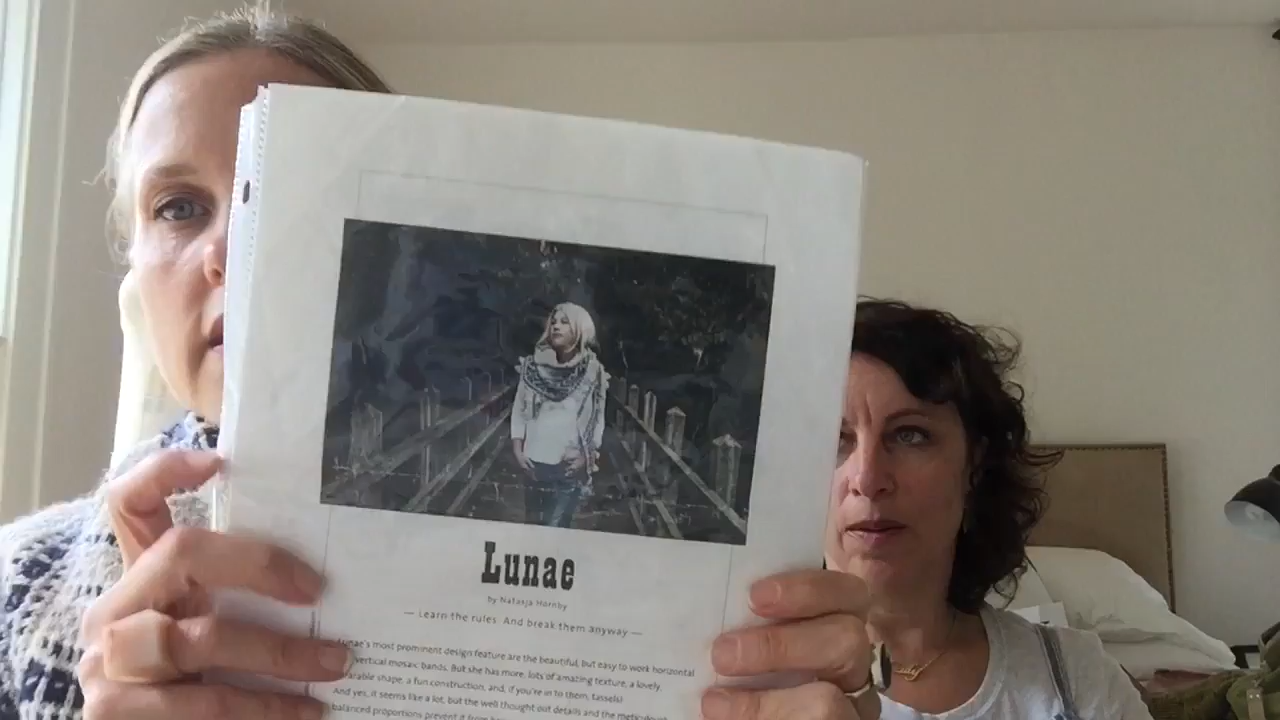 Lunae
by Natasja Hornby
— Learn the rules. And break them anyway —
Lunae's most prominent design feature are the beautiful, but easy to work horizontal
vertical mosaic bands. But she has more, lots of amazing texture, a lovely,
shape, a fun construction, and, if you're in to them, tassels!
And yes, it seems like a lot, but the well thought out details and the
balanced proportions prevent it from